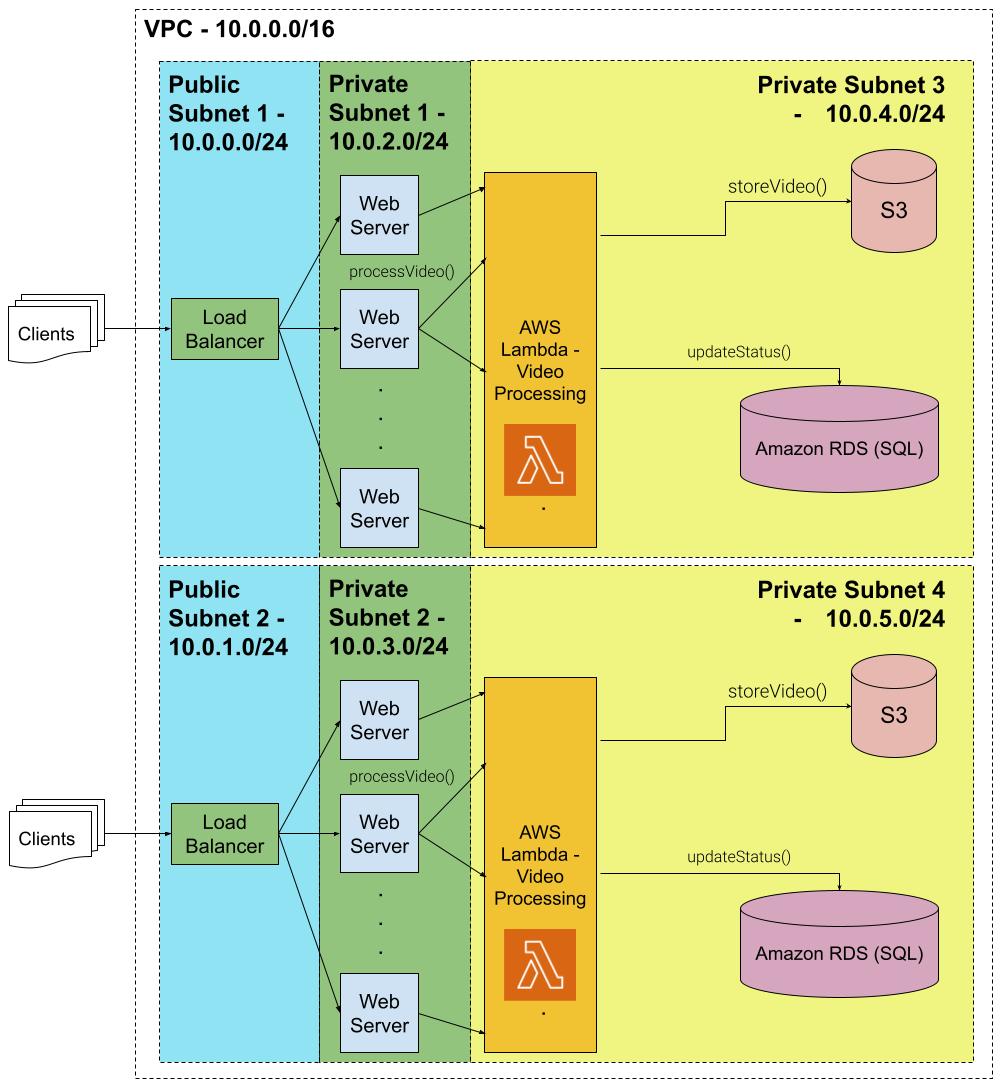 VPC - 10.0.0.0/16
Public
Subnet 1 -
10.0.0.0/24
Private
Subnet 1 -
10.0.2.0/24
Private Subnet 3
- 10.0.4.0/24
Web
Server
storeVideo()
S3
processVideo()
Clients
Load
Balancer
Web
Server
AWS
Lambda -
Video
Processing
updateStatus()
Amazon RDS (SQL)
Web
Server
Public
Subnet 2 -
10.0.1.0/24
Private
Subnet 2 -
10.0.3.0/24
Private Subnet 4
- 10.0.5.0/24
Web
Server
storeVideo()
S3
processVideo()
Clients
Load
Balancer
Web
Server
AWS
Lambda -
Video
Processing
updateStatus()
Amazon RDS (SQL)
Web
Server